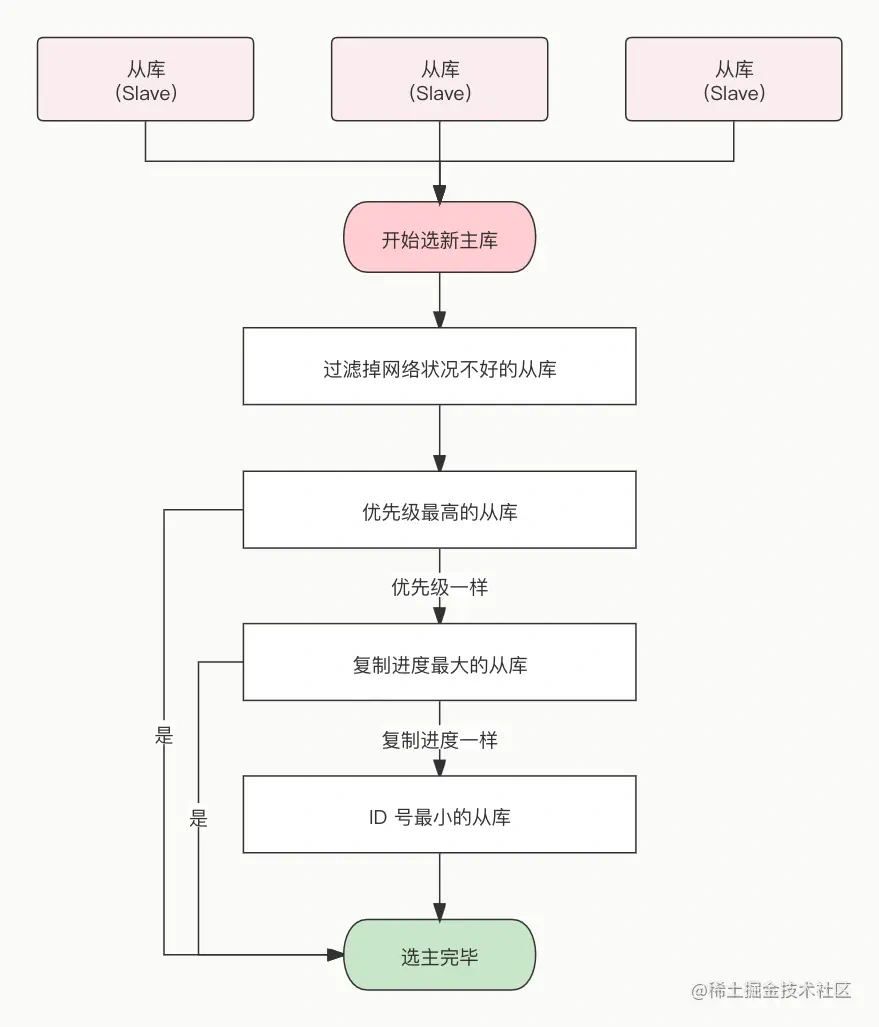 从库
(Slave)
从库
(Slave)
从库
(Slave)
开始选新主库
过滤掉网络状况不好的从库
优先级最高的从库
优先级一样
复制进度最大的从库
是
复制进度一样
是
ID 号最小的从库
选主完毕
@稀土掘金技术社区